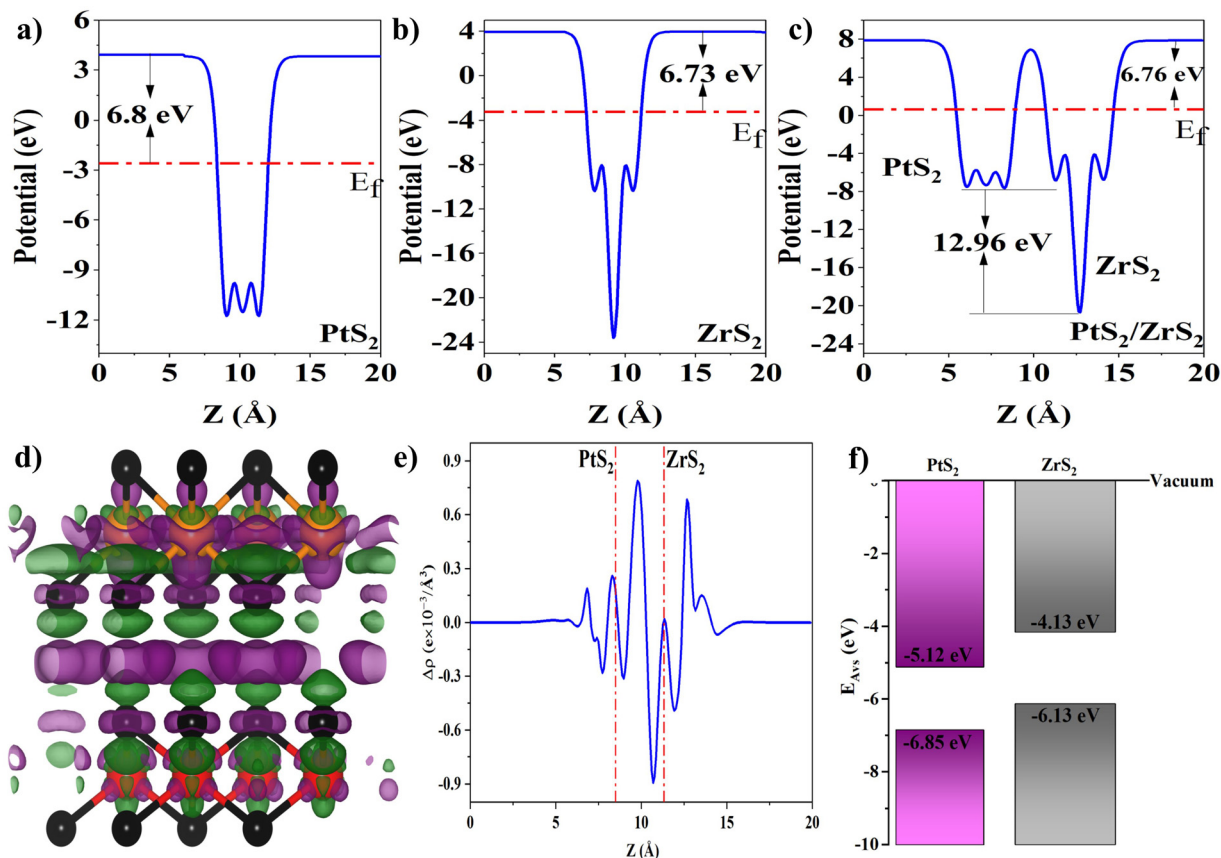 a)
6
3
0
-3
-6
-9
-12
Potential (eV)
6.8 eV
E_f
PtS₂
0 5 10 15 20
Z (Å)
b)
4
0
-4
-8
-12
-16
-20
-24
Potential (eV)
6.73 eV
E_f
ZrS₂
0 5 10 15 20
Z (Å)
c)
8
4
0
-4
-8
-12
-16
-20
-24
Potential (eV)
6.76 eV
E_f
PtS₂
12.96 eV
ZrS₂
PtS₂/ZrS₂
0 5 10 15 20
Z (Å)
d)
e)
PtS₂ ZrS₂
0.9
0.6
0.3
0.0
-0.3
-0.6
-0.9
Δρ (e×10⁻³/Å³)
0 5 10 15 20
Z (Å)
f)
PtS₂ ZrS₂
0
Vacuum
-2
-4
-6
-8
-10
E_Avs (eV)
-4.13 eV
-5.12 eV
-6.13 eV
-6.85 eV